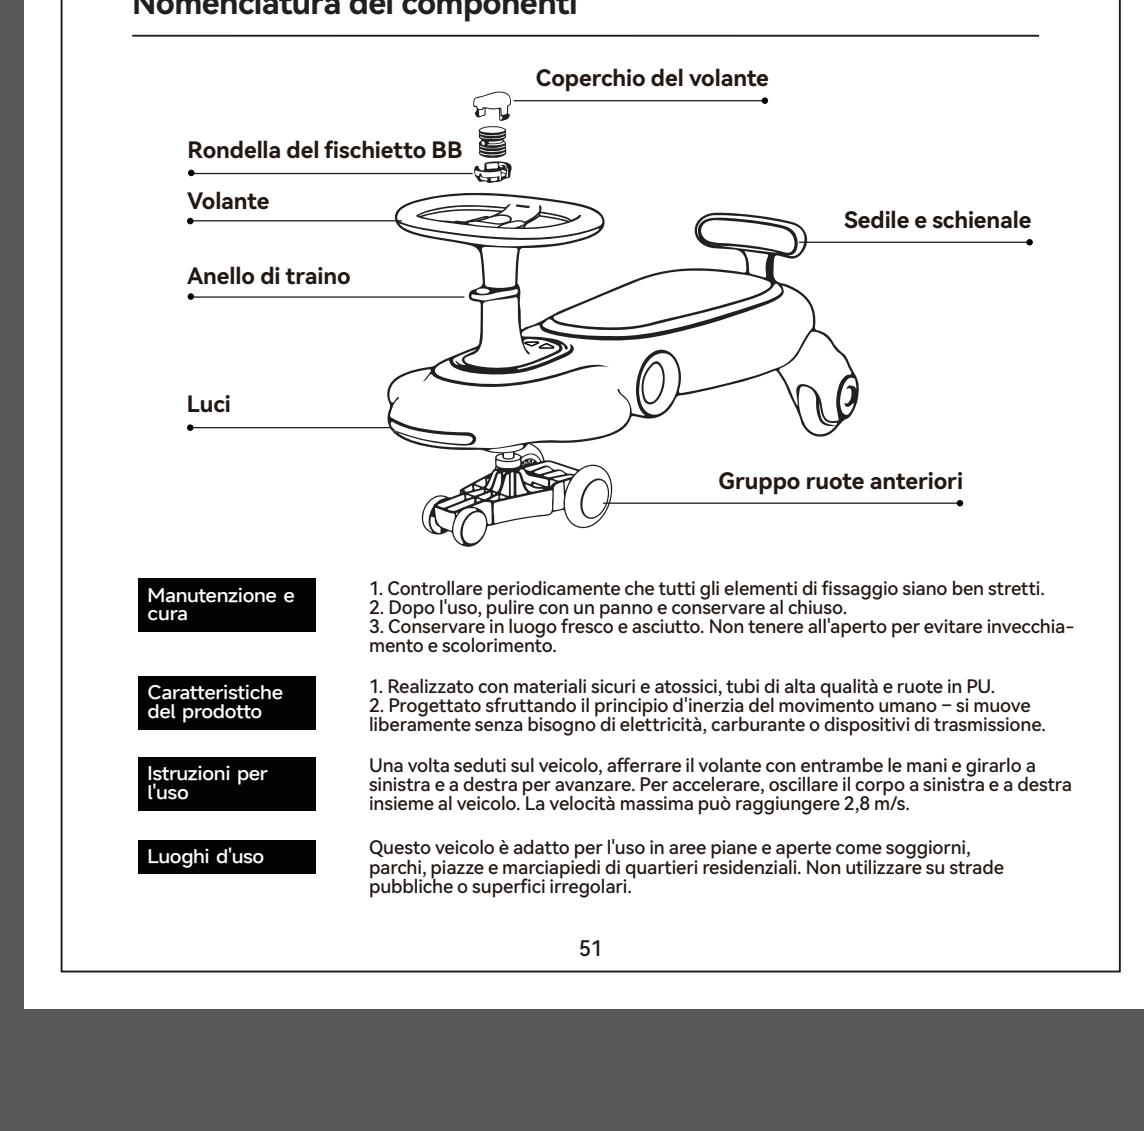 Nomenclatura dei componenti
Coperchio del volante
Rondella del fischietto BB
Volante
Sedile e schienale
Anello di traino
Luci
Gruppo ruote anteriori
Manutenzione e
cura
1. Controllare periodicamente che tutti gli elementi di fissaggio siano ben stretti.
2. Dopo l'uso, pulire con un panno e conservare al chiuso.
3. Conservare in luogo fresco e asciutto. Non tenere all'aperto per evitare invecchia-
mento e scolorimento.
Caratteristiche
del prodotto
1. Realizzato con materiali sicuri e atossici, tubi di alta qualità e ruote in PU.
2. Progettato sfruttando il principio d'inerzia del movimento umano – si muove
liberamente senza bisogno di elettricità, carburante o dispositivi di trasmissione.
Istruzioni per
l'uso
Una volta seduti sul veicolo, afferrare il volante con entrambe le mani e girarlo a
sinistra e a destra per avanzare. Per accelerare, oscillare il corpo a sinistra e a destra
insieme al veicolo. La velocità massima può raggiungere 2,8 m/s.
Luoghi d'uso
Questo veicolo è adatto per l'uso in aree piane e aperte come soggiorni,
parchi, piazze e marciapiedi di quartieri residenziali. Non utilizzare su strade
pubbliche o superfici irregolari.
51